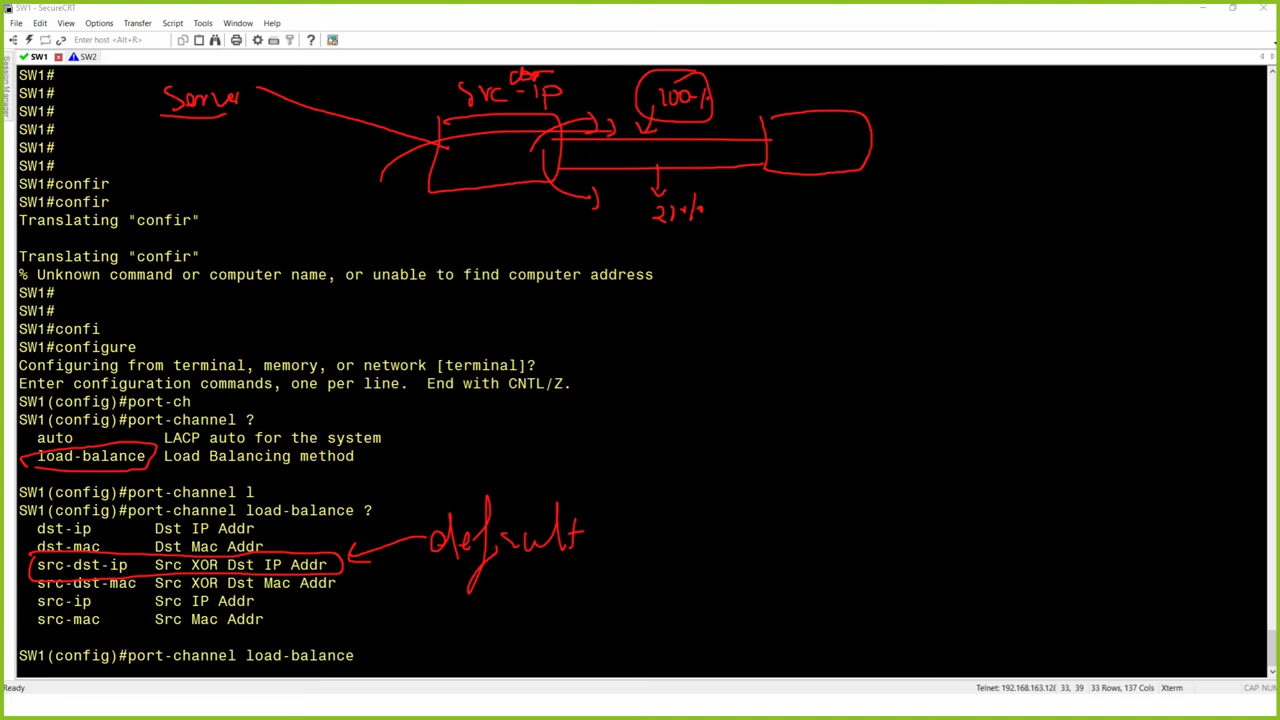 SW1 - SecureCRT
File Edit View Options Transfer Script Tools Window Help
Enter host <Alt+R>
SW1 SW2
Session Manager
SW1#
SW1#
SW1#
SW1#
SW1#
SW1#
SW1#confir
SW1#confir
Translating "confir"
Translating "confir"
% Unknown command or computer name, or unable to find computer address
SW1#
SW1#
SW1#confi
SW1#configure
Configuring from terminal, memory, or network [terminal]?
Enter configuration commands, one per line.  End with CNTL/Z.
SW1(config)#port-ch
SW1(config)#port-channel ?
auto LACP auto for the system
load-balance Load Balancing method
SW1(config)#port-channel l
SW1(config)#port-channel load-balance ?
dst-ip Dst IP Addr
dst-mac Dst Mac Addr
src-dst-ip Src XOR Dst IP Addr
src-dst-mac Src XOR Dst Mac Addr
src-ip Src IP Addr
src-mac Src Mac Addr
SW1(config)#port-channel load-balance
Server
src-ip
100%
default
Ready Telnet: 192.168.163.128 33, 39 33 Rows, 137 Cols Xterm CAP NUM